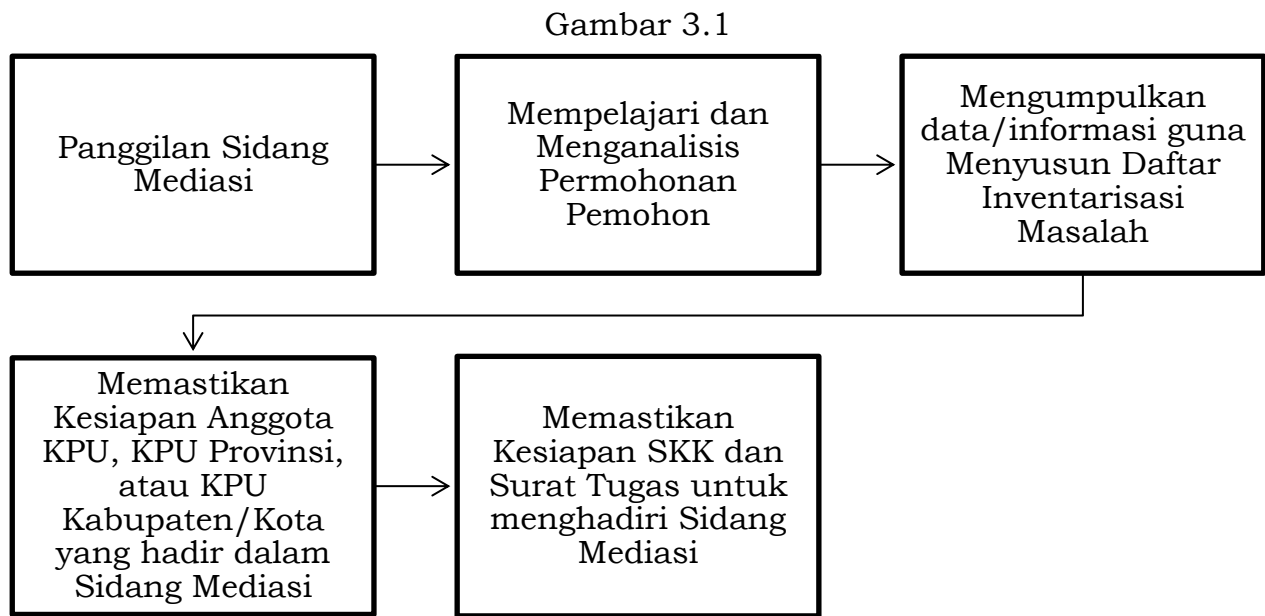 Gambar 3.1
Panggilan Sidang
Mediasi
Mempelajari dan
Menganalisis
Permohonan
Pemohon
Mengumpulkan
data/informasi guna
Menyusun Daftar
Inventarisasi
Masalah
Memastikan
Kesiapan Anggota
KPU, KPU Provinsi,
atau KPU
Kabupaten/Kota
yang hadir dalam
Sidang Mediasi
Memastikan
Kesiapan SKK dan
Surat Tugas untuk
menghadiri Sidang
Mediasi